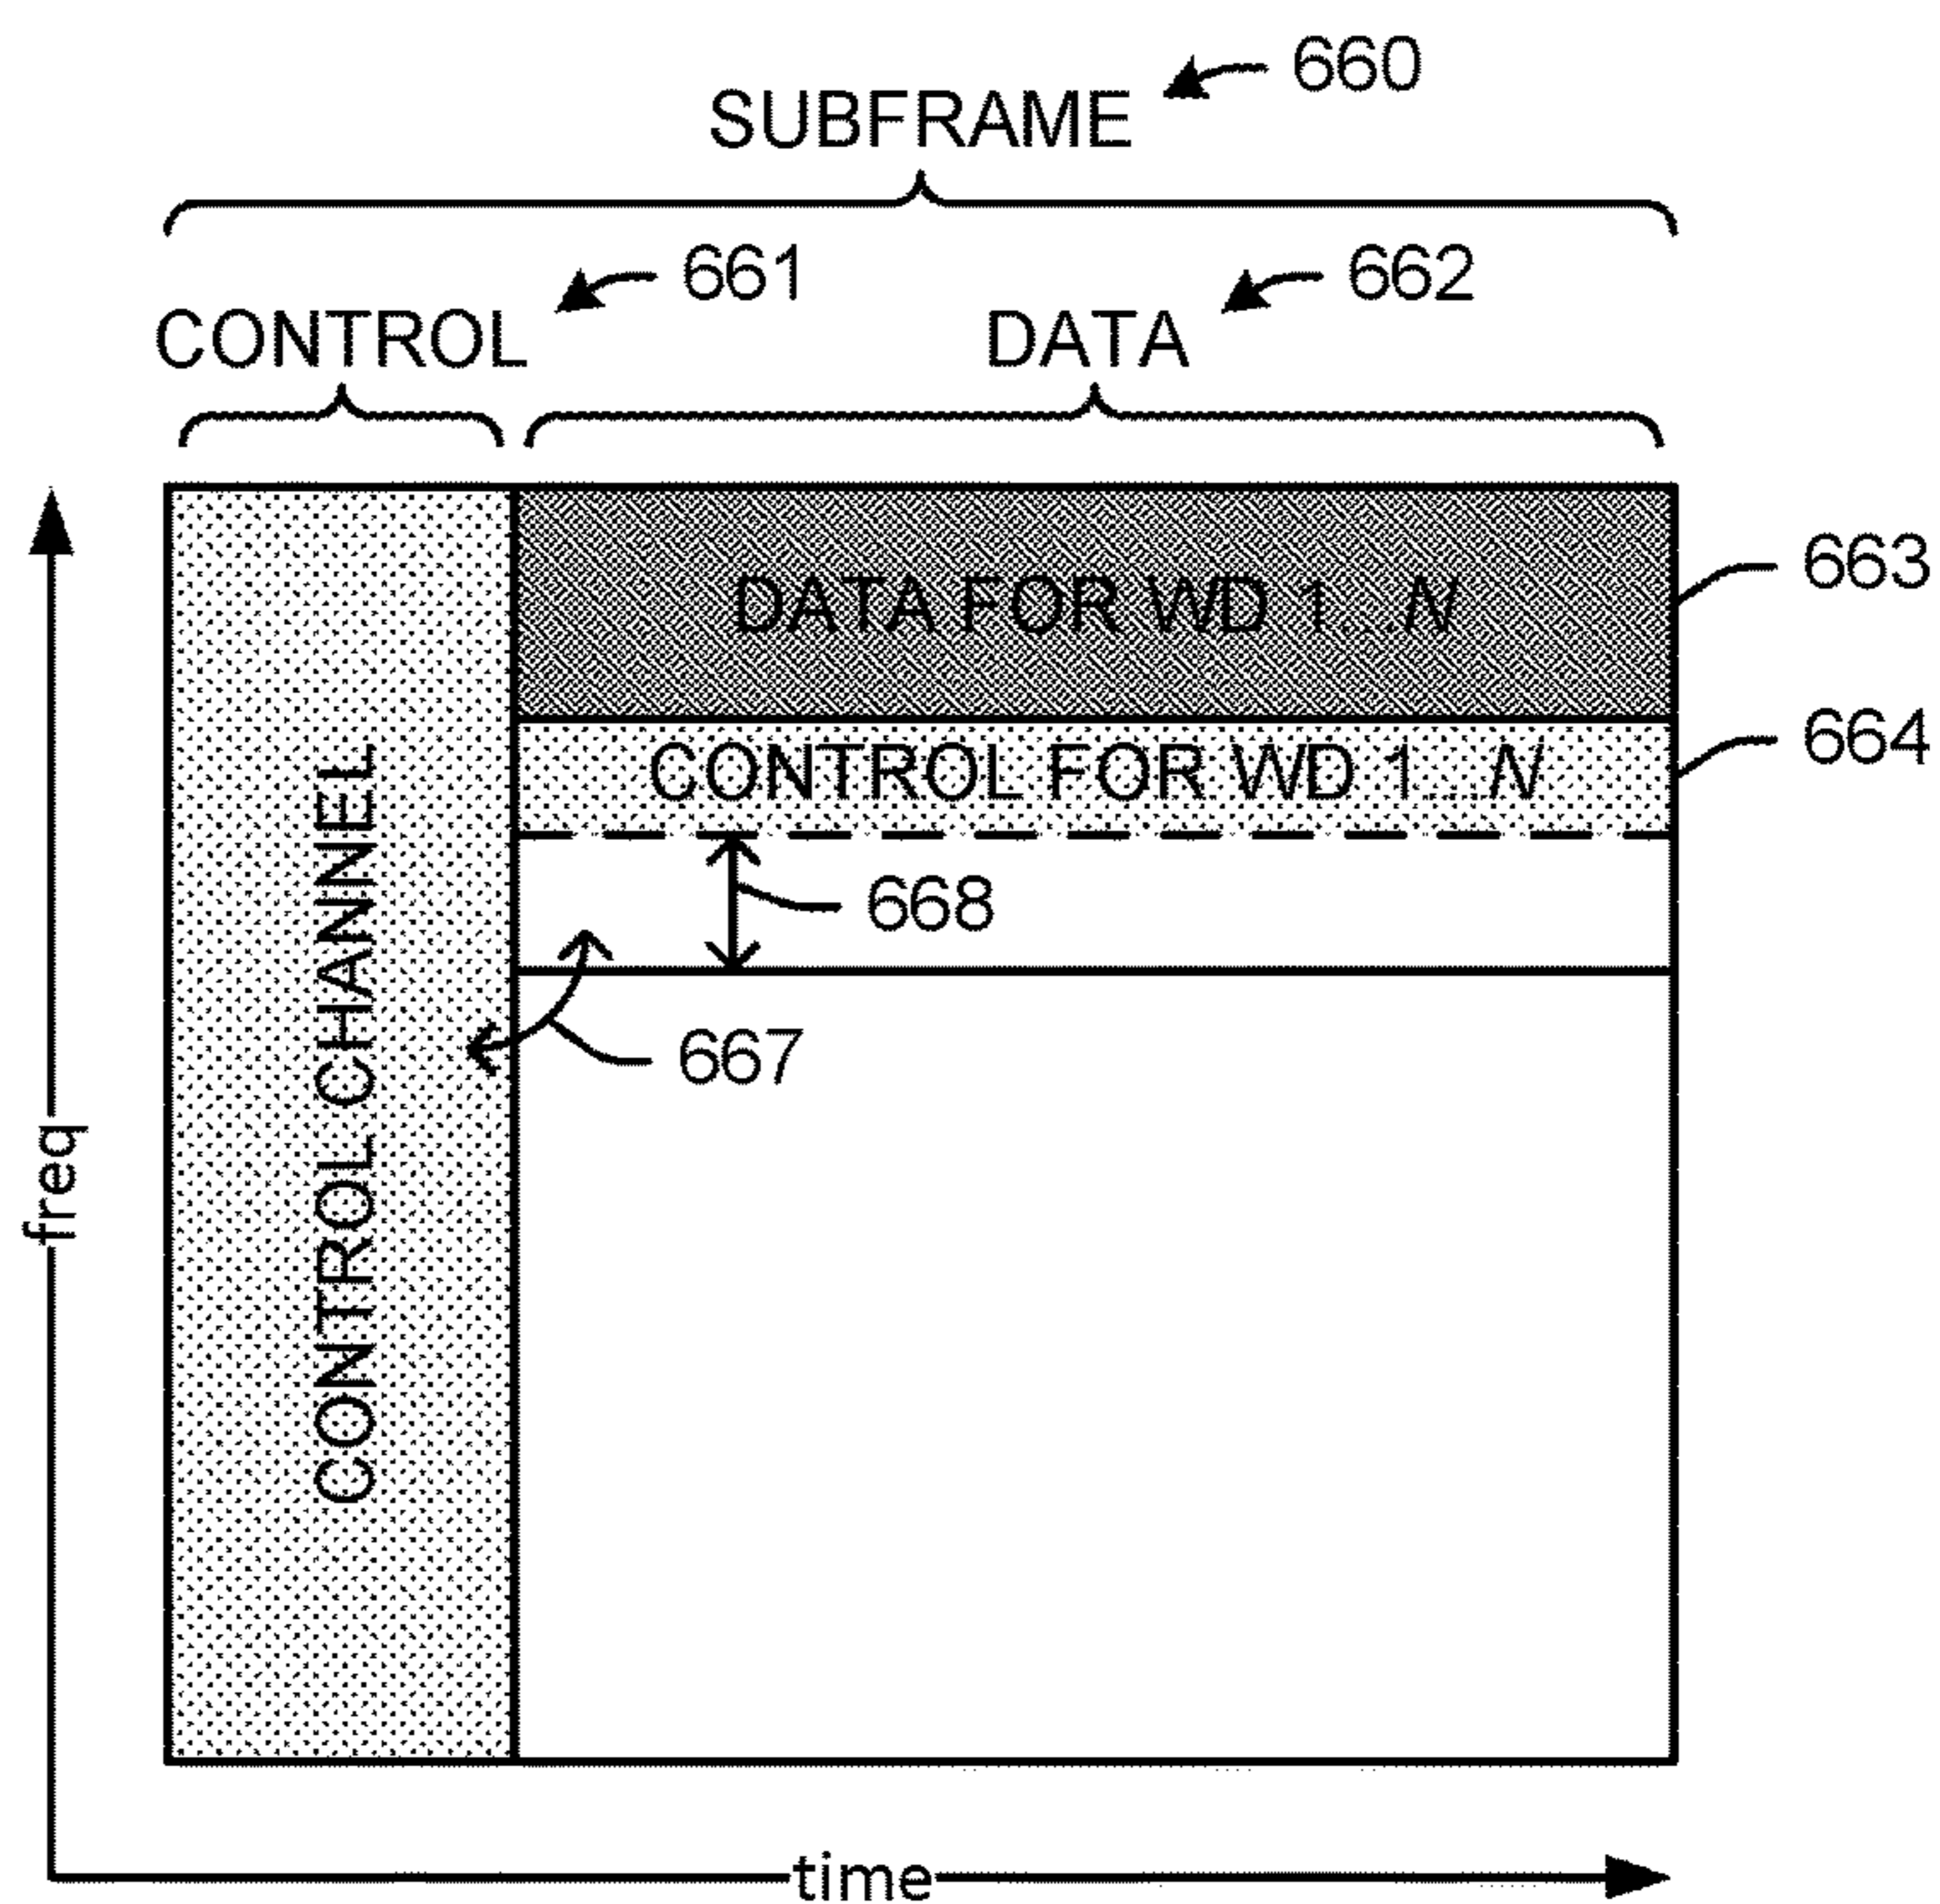 660
SUBFRAME
661
662
CONTROL
DATA
663
DATA FOR WD 1...N
664
CONTROL FOR WD 1...N
668
667
CONTROL CHANNEL
freq
time